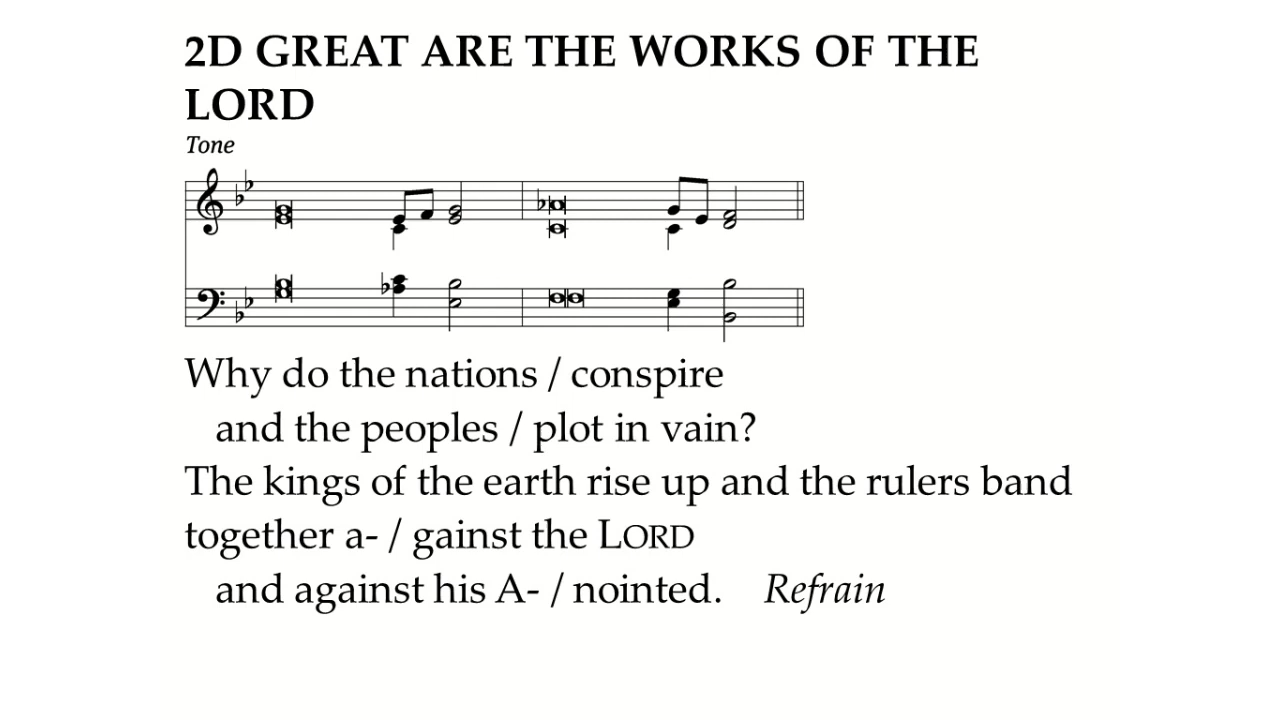 2D GREAT ARE THE WORKS OF THE
LORD
Tone
Why do the nations / conspire
and the peoples / plot in vain?
The kings of the earth rise up and the rulers band
together a- / gainst the LORD
and against his A- / nointed. Refrain